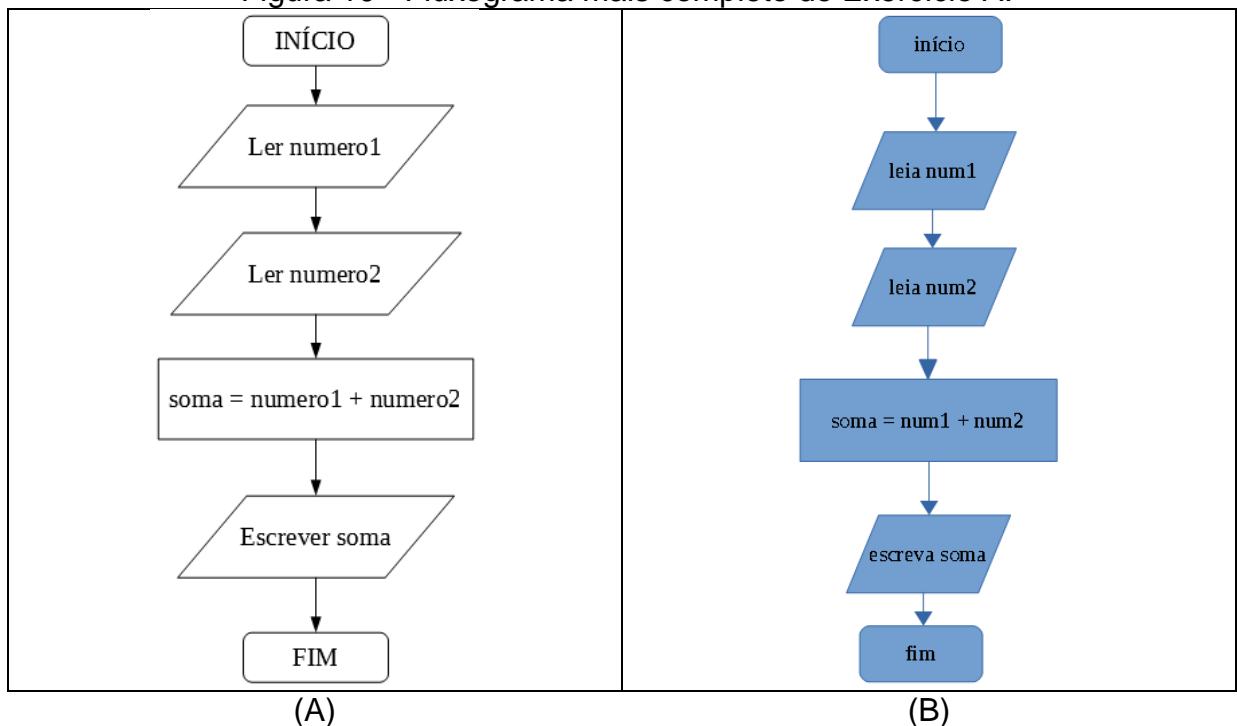 Figura - Fluxograma mais completo do Exercício
INÍCIO
Ler numero1
Ler numero2
soma = numero1 + numero2
Escrever soma
FIM
(A)
início
leia num1
leia num2
soma = num1 + num2
escreva soma
fim
(B)